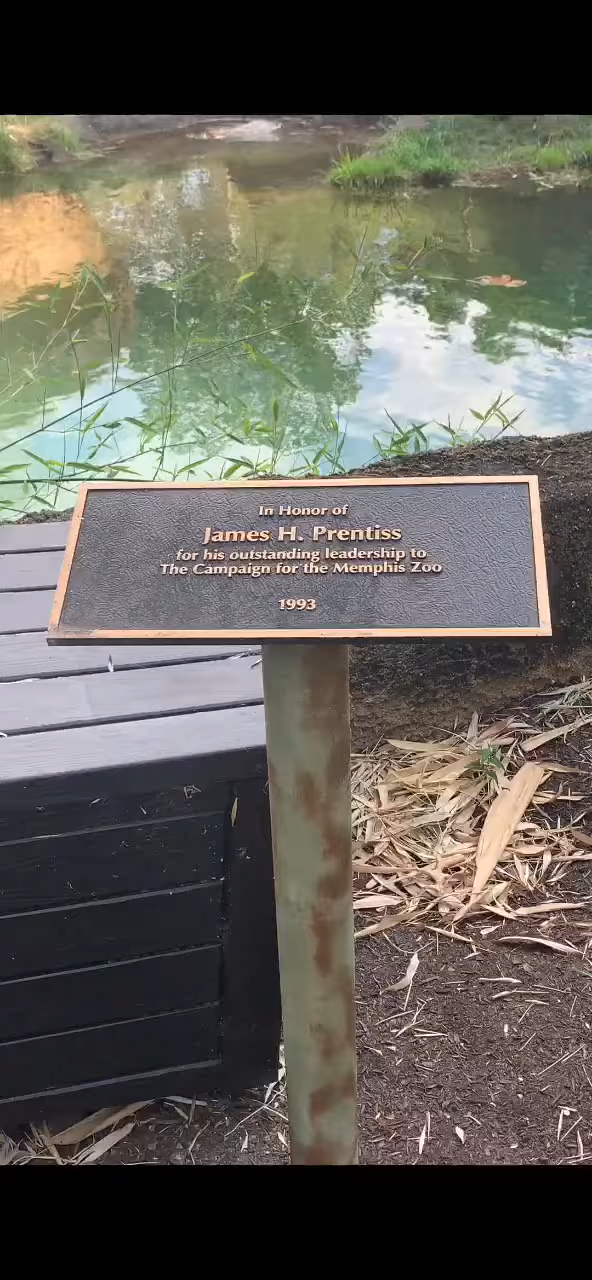 In Honor of
James H. Prentiss
for his outstanding leadership to
The Campaign for the Memphis Zoo
1993